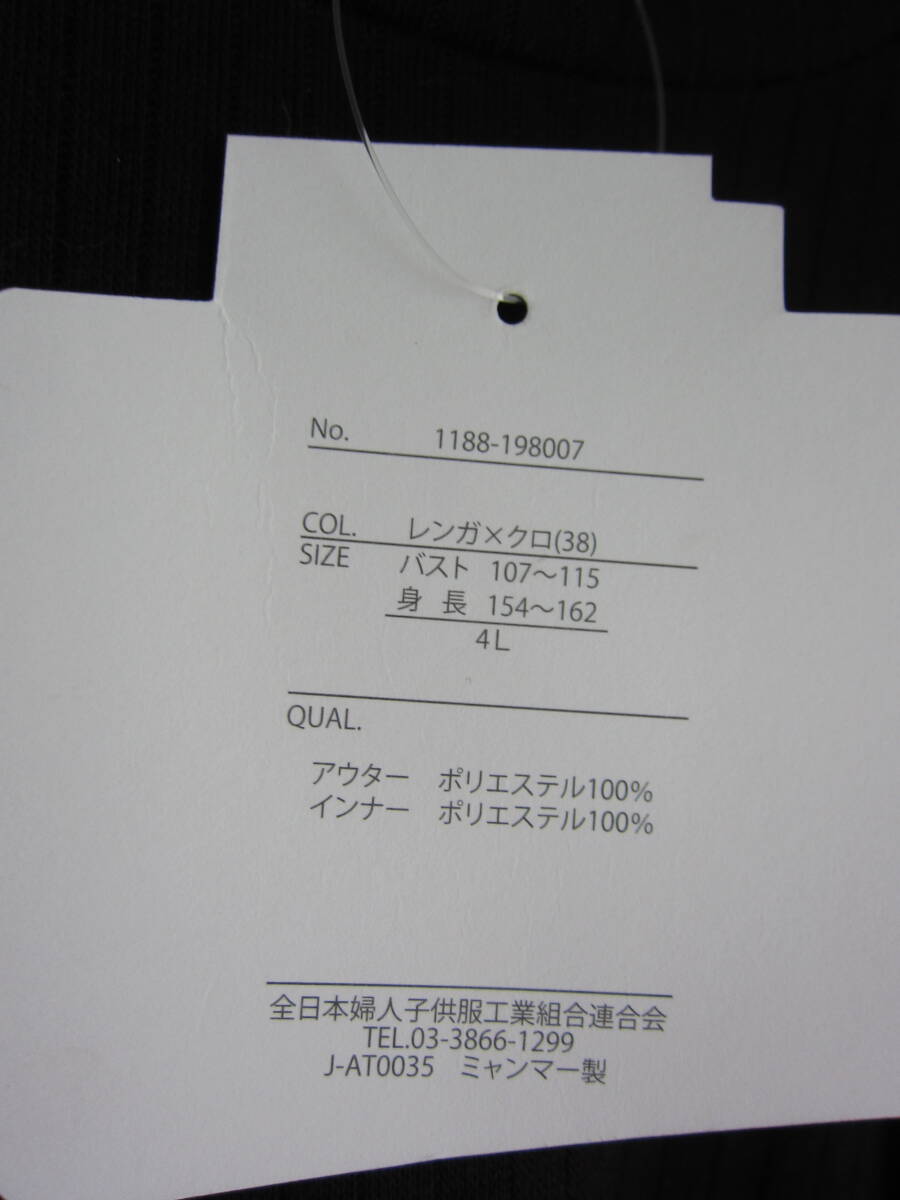 No. 1188-198007
COL. レンガ×クロ(38)
SIZE バスト 107〜115
身 長 154〜162
4L
QUAL.
アウター ポリエステル100%
インナー ポリエステル100%
全日本婦人子供服工業組合連合会
TEL.03-3866-1299
J-AT0035 ミャンマー製